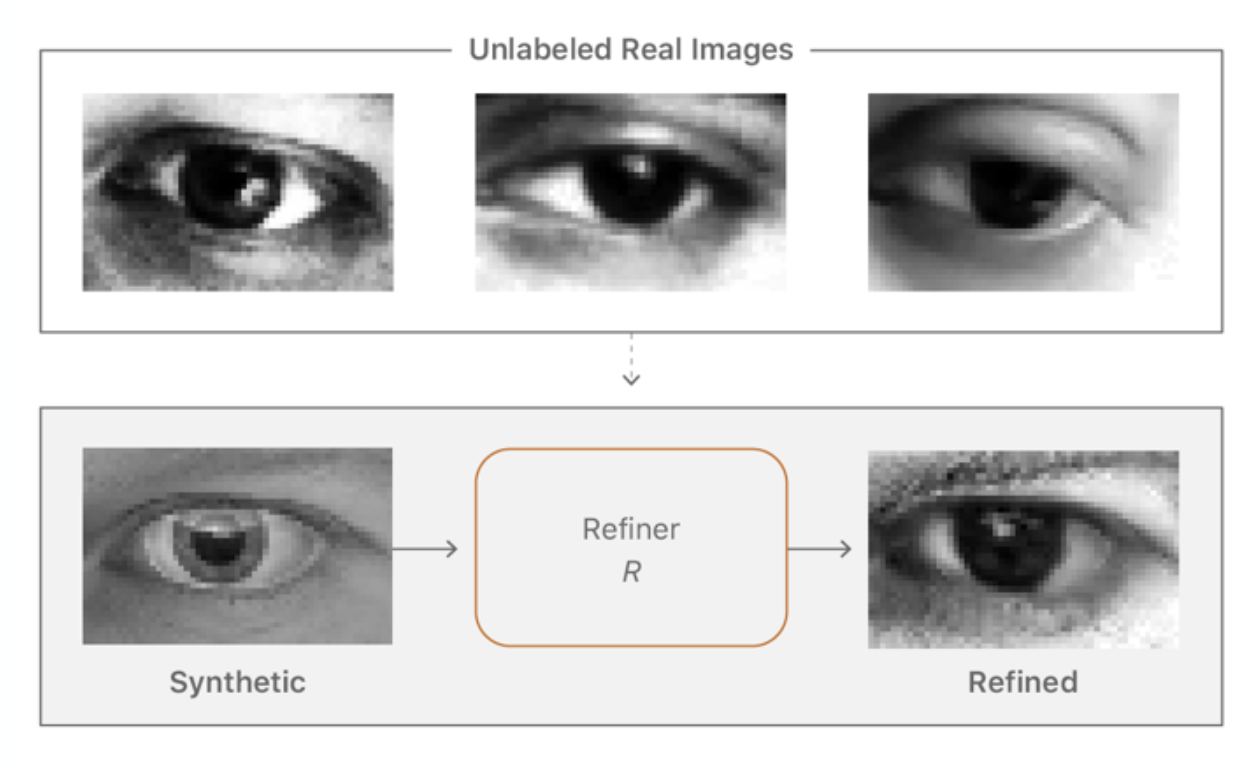 Unlabeled Real Images
Refiner
R
Synthetic
Refined